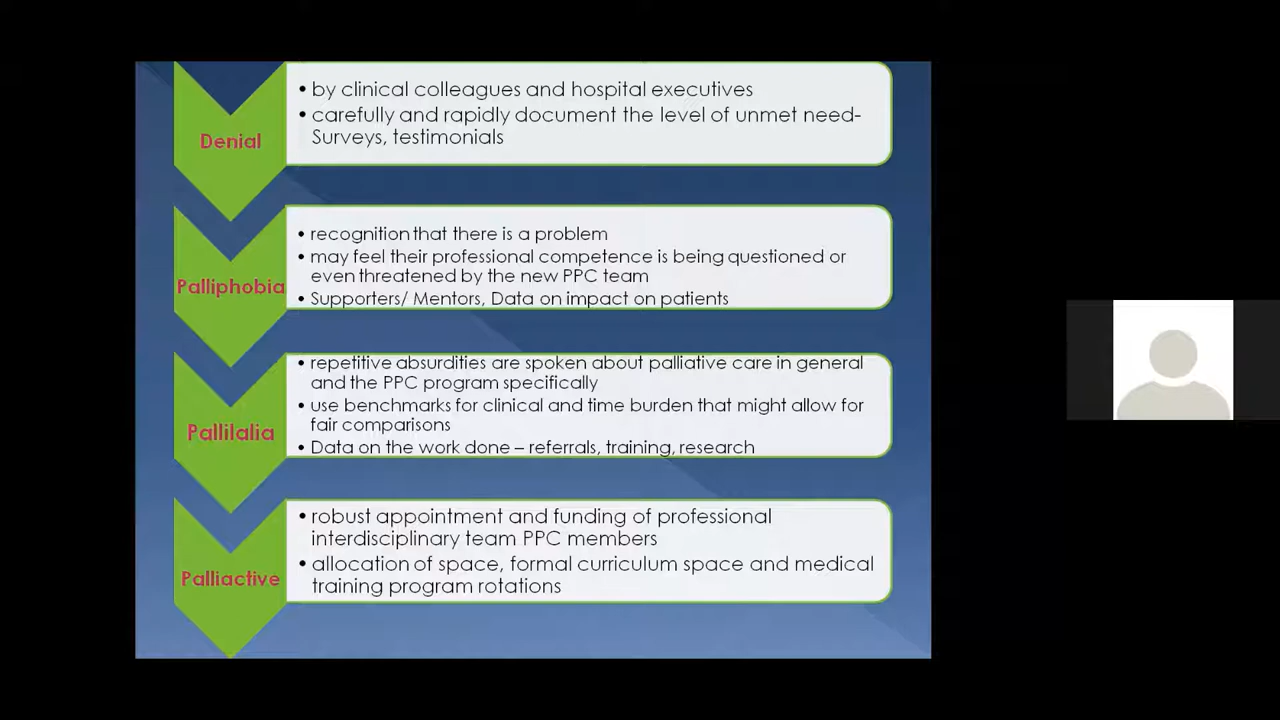 Denial
• by clinical colleagues and hospital executives
• carefully and rapidly document the level of unmet need-
Surveys, testimonials
Palliphobia
• recognition that there is a problem
• may feel their professional competence is being questioned or
even threatened by the new PPC team
• Supporters/ Mentors, Data on impact on patients
Pallilalia
• repetitive absurdities are spoken about palliative care in general
and the PPC program specifically
• use benchmarks for clinical and time burden that might allow for
fair comparisons
• Data on the work done – referrals, training, research
Palliactive
• robust appointment and funding of professional
interdisciplinary team PPC members
• allocation of space, formal curriculum space and medical
training program rotations